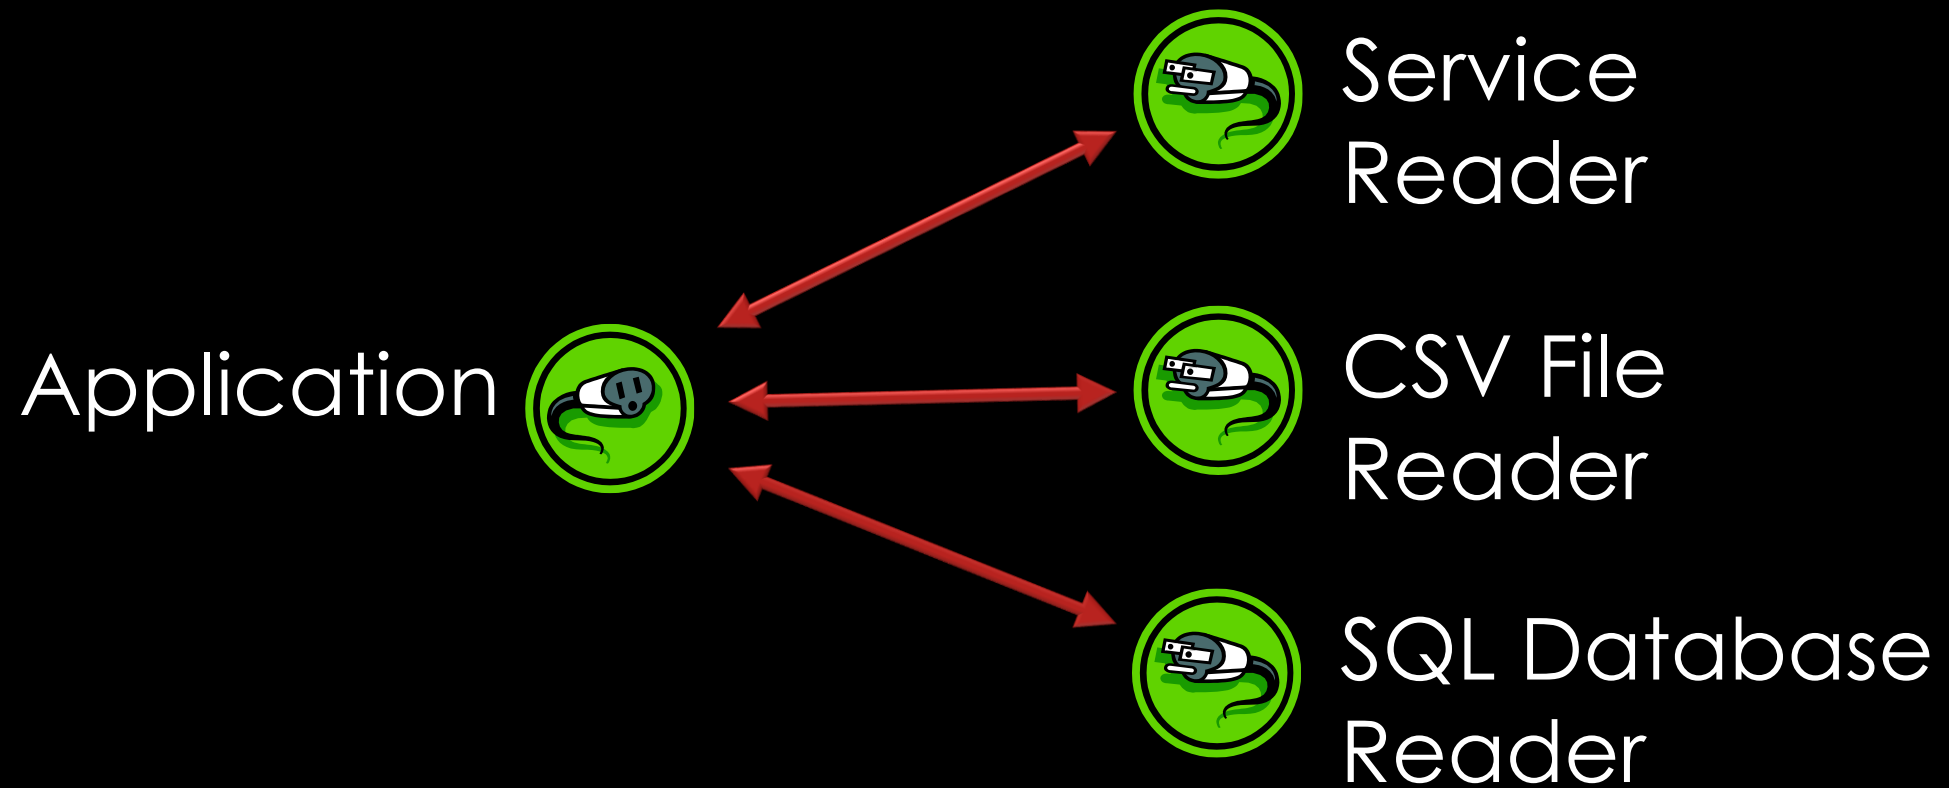 Application
Service
Reader
CSV File
Reader
SQL Database
Reader